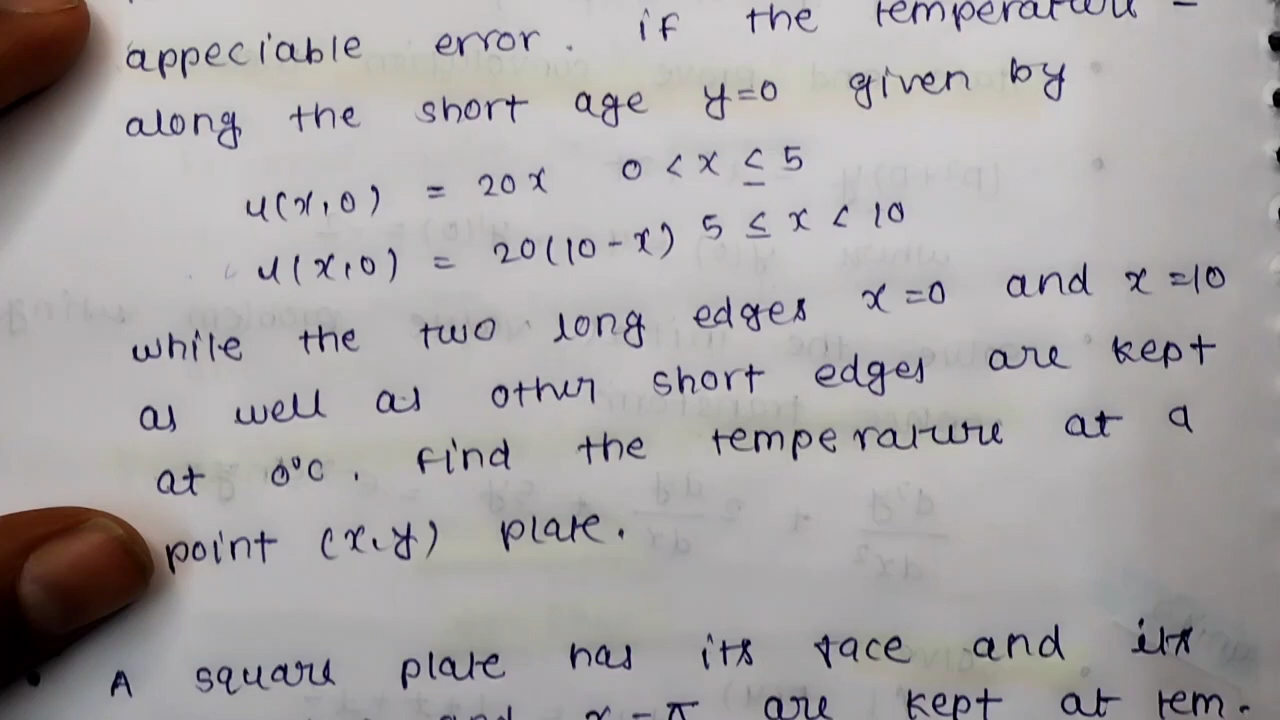 appeciable error. if the temperature -
along the short age y=0 given by
u(x,0) = 20x 0 < x ≤ 5
u(x,0) = 20(10-x) 5 ≤ x < 10
while the two long edges x=0 and x=10
as well as other short edges are kept
at 0°C. Find the temperature at a
point (x,y) plate.
A square plate has its face and its
and x=π are kept at tem.